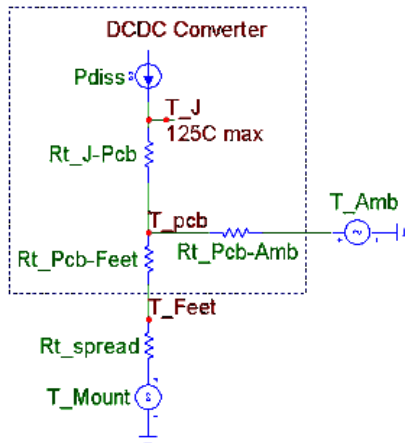 DCDC Converter
Pdiss
T_J
125C max
Rt_J-Pcb
T_pcb
T_Amb
Rt_Pcb-Feet
Rt_Pcb-Amb
T_Feet
Rt_spread
T_Mount